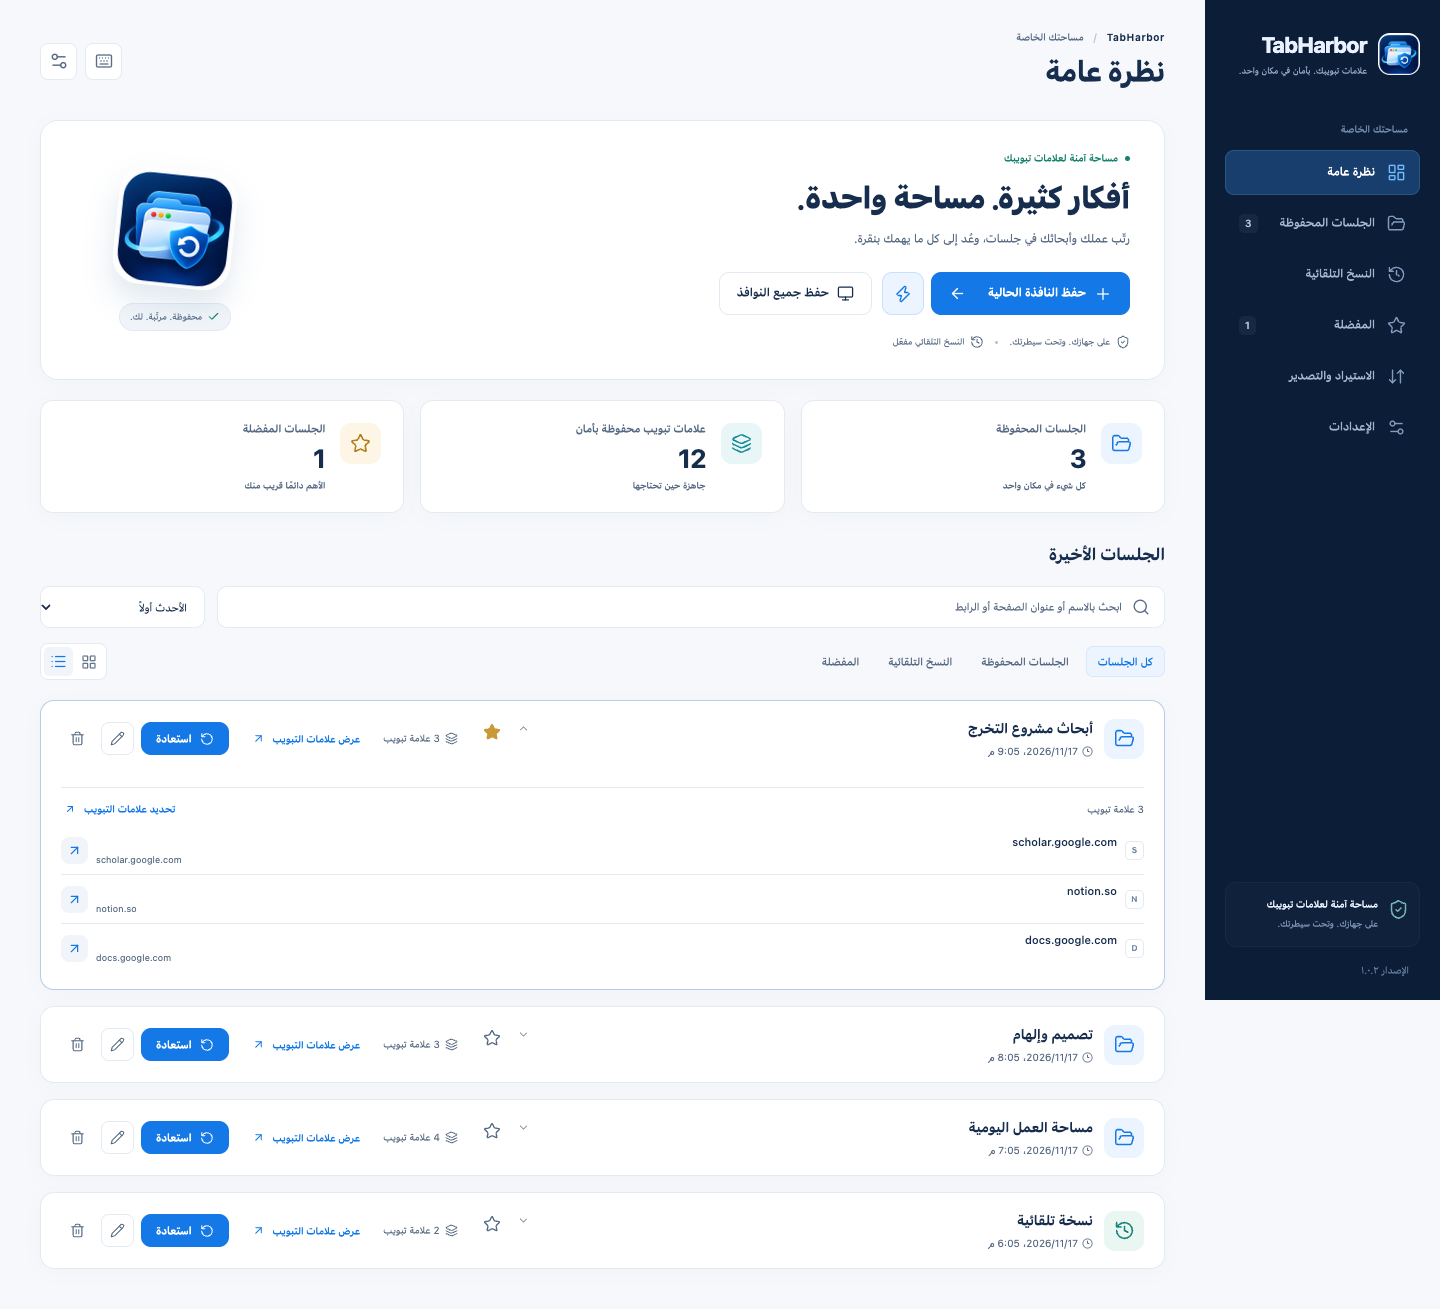 TabHarbor
علامات تبويبك. بأمان في مكان واحد.
مساحتك الخاصة
نظرة عامة
الجلسات المحفوظة 3
النسخ التلقائية
المفضلة 1
الاستيراد والتصدير
الإعدادات
مساحة آمنة لعلامات تبويبك
على جهازك. وتحت سيطرتك.
الإصدار ١.٠.٢
TabHarbor / مساحتك الخاصة
نظرة عامة
مساحة آمنة لعلامات تبويبك
أفكار كثيرة. مساحة واحدة.
رتّب عملك وأبحاثك في جلسات، وعُد إلى كل ما يهمك بنقرة.
حفظ النافذة الحالية
حفظ جميع النوافذ
على جهازك. وتحت سيطرتك. • النسخ التلقائي مفعّل
محفوظة. مرتّبة. لك.
الجلسات المحفوظة
3
كل شيء في مكان واحد
علامات تبويب محفوظة بأمان
12
جاهزة حين تحتاجها
الجلسات المفضلة
1
الأهم دائمًا قريب منك
الجلسات الأخيرة
ابحث بالاسم أو عنوان الصفحة أو الرابط
الأحدث أولاً
كل الجلسات
الجلسات المحفوظة
النسخ التلقائية
المفضلة
أبحاث مشروع التخرج
2026/11/17، 9:05 م
3 علامة تبويب
عرض علامات التبويب
استعادة
3 علامة تبويب
تحديد علامات التبويب
S
scholar.google.com
scholar.google.com
N
notion.so
notion.so
D
docs.google.com
docs.google.com
تصميم وإلهام
2026/11/17، 8:05 م
3 علامة تبويب
عرض علامات التبويب
استعادة
مساحة العمل اليومية
2026/11/17، 7:05 م
4 علامة تبويب
عرض علامات التبويب
استعادة
نسخة تلقائية
2026/11/17، 6:05 م
2 علامة تبويب
عرض علامات التبويب
استعادة